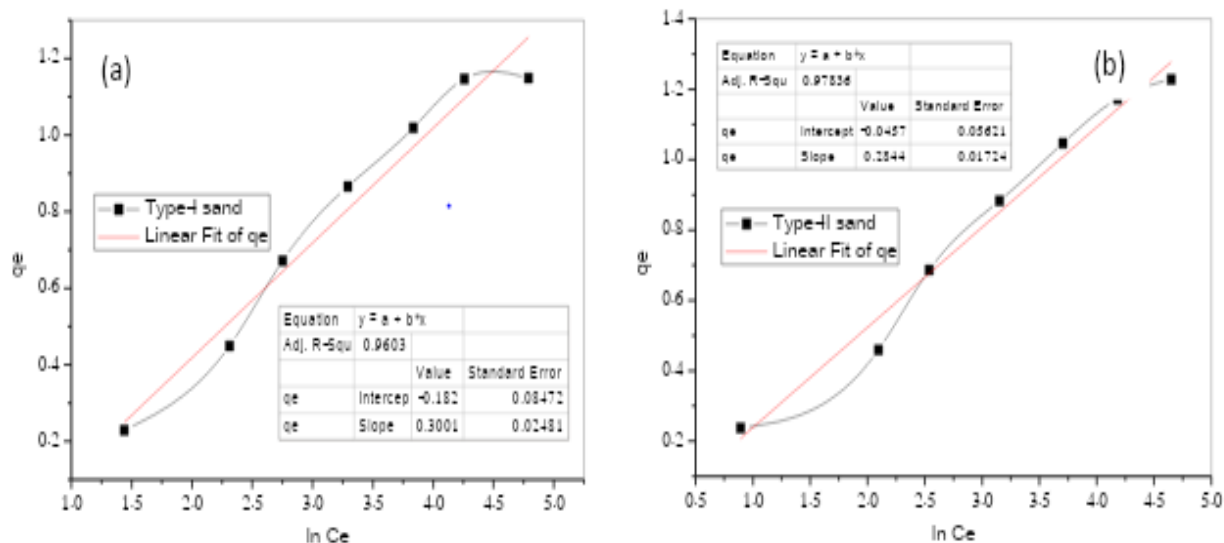 (a)
1·2
1.0
0.8
0.6
0.4
0.2
qe
Type-I sand
Linear Fit of qe
Equation y = a + b*x
Adj. R-Squ 0.9603
Value Standard Error
qe Intercep -0.182 0.08472
qe Slope 0.3001 0.02481
1.0 1·5 2·0 2.5 3.0 3.5 4.0 4.5 5.0
ln Ce
(b)
1·4
1·2
1.0
0.8
0.6
0.4
0.2
qe
Equation y = a + b*x
Adj. R-Squ 0.97836
Value Standard Error
qe Intercept -0.0457 0.05621
qe Slope 0.2844 0.01724
Type-II sand
Linear Fit of qe
0.5 1.0 1·5 2·0 2.5 3.0 3.5 4.0 4.5 5.0
ln Ce